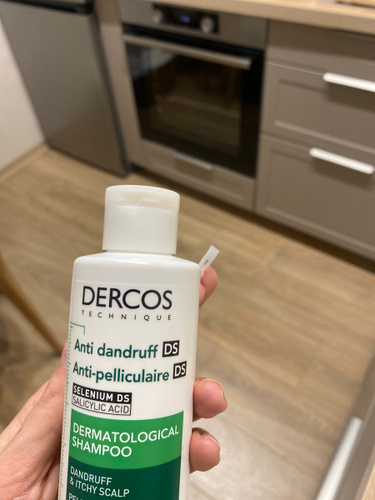 DERCOS
TECHNIQUE
Anti dandruff DS
Anti-pelliculaire DS
SELENIUM DS
SALICYLIC ACID
DERMATOLOGICAL
SHAMPOO
DANDRUFF
& ITCHY SCALP